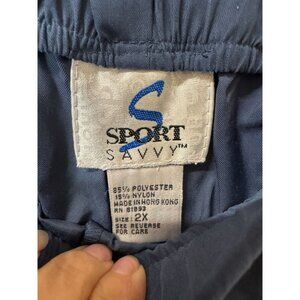 S
SPORT
SAVVY™
85% POLYESTER
15% NYLON
MADE IN HONG KONG
RN 81893
SIZE: 2X
SEE REVERSE
FOR CARE